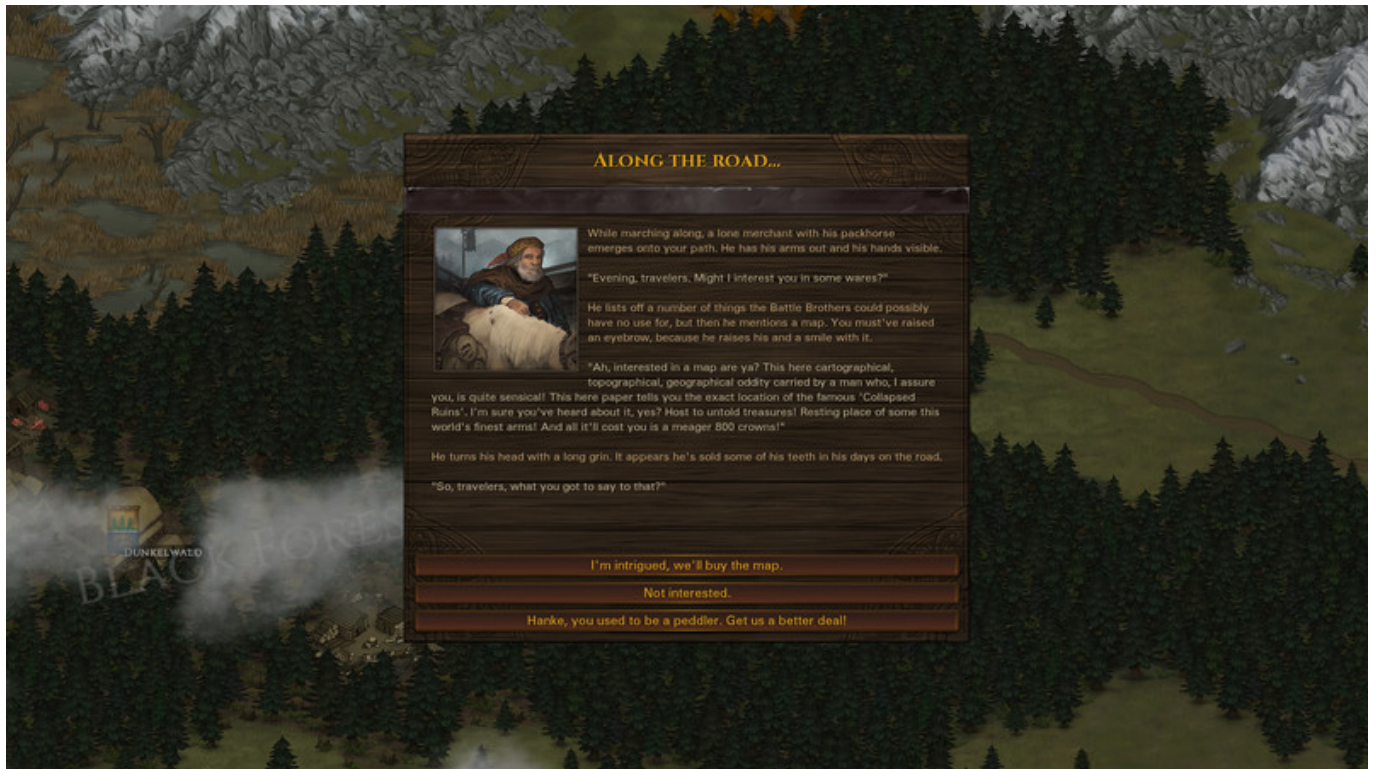 ALONG THE ROAD...
While marching along, a lone merchant with his packhorse
emerges onto your path. He has his arms out and his hands visible.
"Evening, travelers. Might I interest you in some wares?"
He lists off a number of things the Battle Brothers could possibly
have no use for, but then he mentions a map. You must've raised
an eyebrow, because he raises his and a smile with it.
"Ah, interested in a map are ya? This here cartographical,
topographical, geographical oddity carried by a man who, I assure
you, is quite sensical! This here paper tells you the exact location of the famous 'Collapsed
Ruins'. I'm sure you've heard about it, yes? Host to untold treasures! Resting place of some this
world's finest arms! And all it'll cost you is a meager 800 crowns!"
He turns his head with a long grin. It appears he's sold some of his teeth in his days on the road.
"So, travelers, what you got to say to that?"
I'm intrigued, we'll buy the map.
Not interested.
Hanke, you used to be a peddler. Get us a better deal!
DUNKELWALD
BLACK